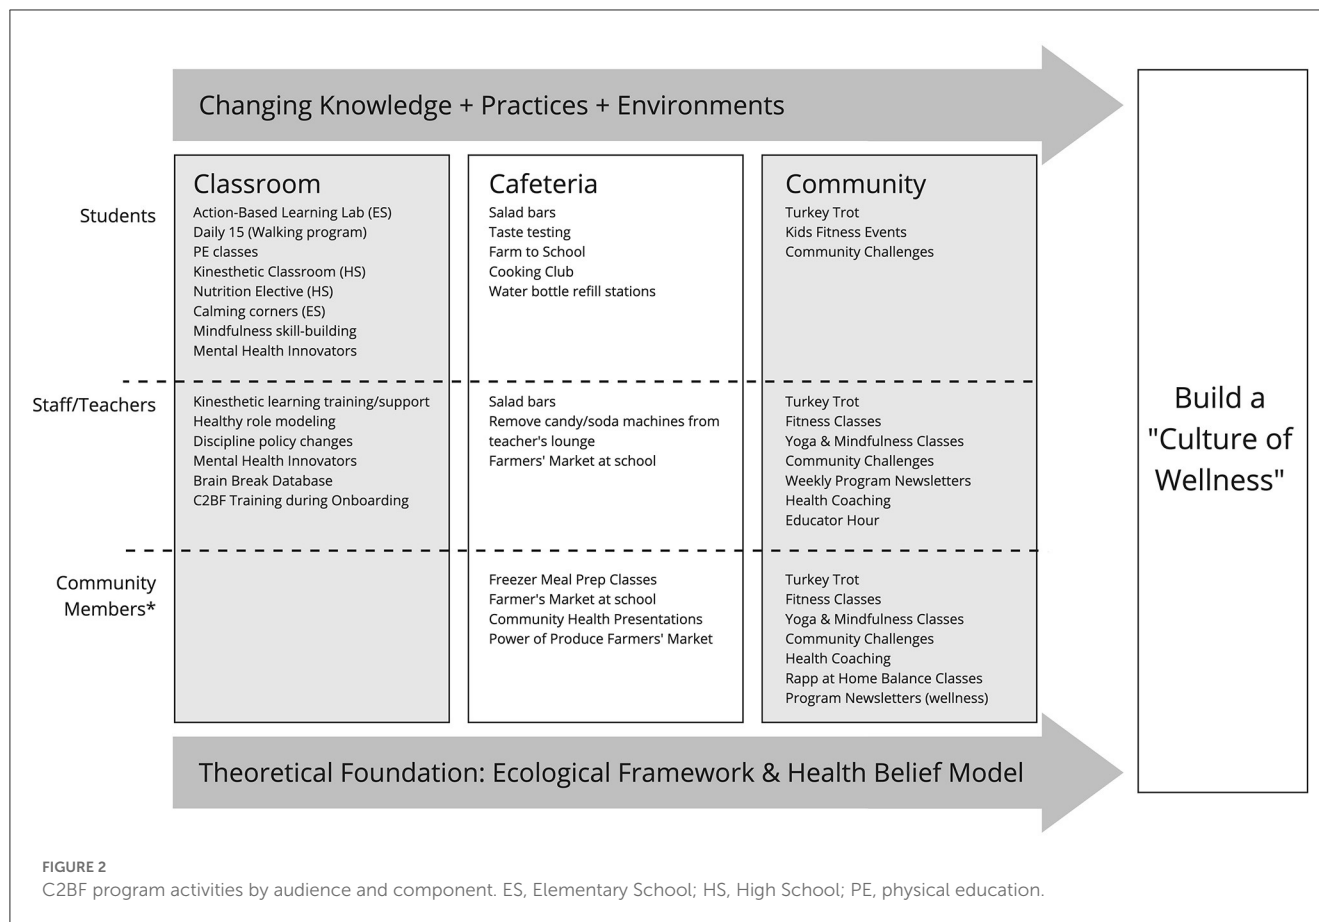 Changing Knowledge + Practices + Environments
Classroom
Cafeteria
Community
Students
Action-Based Learning Lab (ES)
Daily 15 (Walking program)
PE classes
Kinesthetic Classroom (HS)
Nutrition Elective (HS)
Calming corners (ES)
Mindfulness skill-building
Mental Health Innovators
Salad bars
Taste testing
Farm to School
Cooking Club
Water bottle refill stations
Turkey Trot
Kids Fitness Events
Community Challenges
Staff/Teachers
Kinesthetic learning training/support
Healthy role modeling
Discipline policy changes
Mental Health Innovators
Brain Break Database
C2BF Training during Onboarding
Salad bars
Remove candy/soda machines from
teacher's lounge
Farmers' Market at school
Turkey Trot
Fitness Classes
Yoga & Mindfulness Classes
Community Challenges
Weekly Program Newsletters
Health Coaching
Educator Hour
Community
Members*
Freezer Meal Prep Classes
Farmer's Market at school
Community Health Presentations
Power of Produce Farmers' Market
Turkey Trot
Fitness Classes
Yoga & Mindfulness Classes
Community Challenges
Health Coaching
Rapp at Home Balance Classes
Program Newsletters (wellness)
Theoretical Foundation: Ecological Framework & Health Belief Model
Build a
"Culture of
Wellness"
FIGURE 2
C2BF program activities by audience and component. ES, Elementary School; HS, High School; PE, physical education.